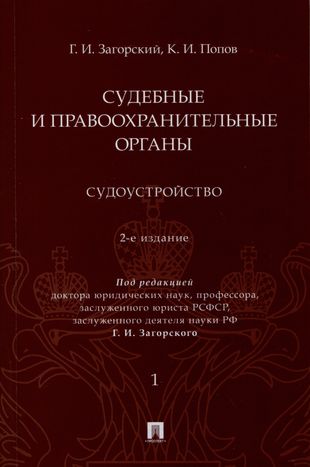 Г. И. Загорский, К. И. Попов
СУДЕБНЫЕ
И ПРАВООХРАНИТЕЛЬНЫЕ
ОРГАНЫ
СУДОУСТРОЙСТВО
2-е издание
Под редакцией
доктора юридических наук, профессора,
заслуженного юриста РСФСР,
заслуженного деятеля науки РФ
Г. И. Загорского
1